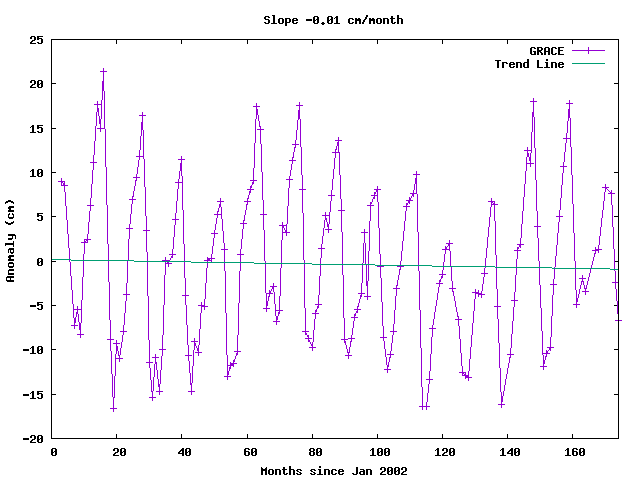 Slope -0.01 cm/month
GRACE
Trend Line
Anomaly (cm)
25
20
15
10
5
0
-5
-10
-15
-20
0 20 40 60 80 100 120 140 160
Months since Jan 2002